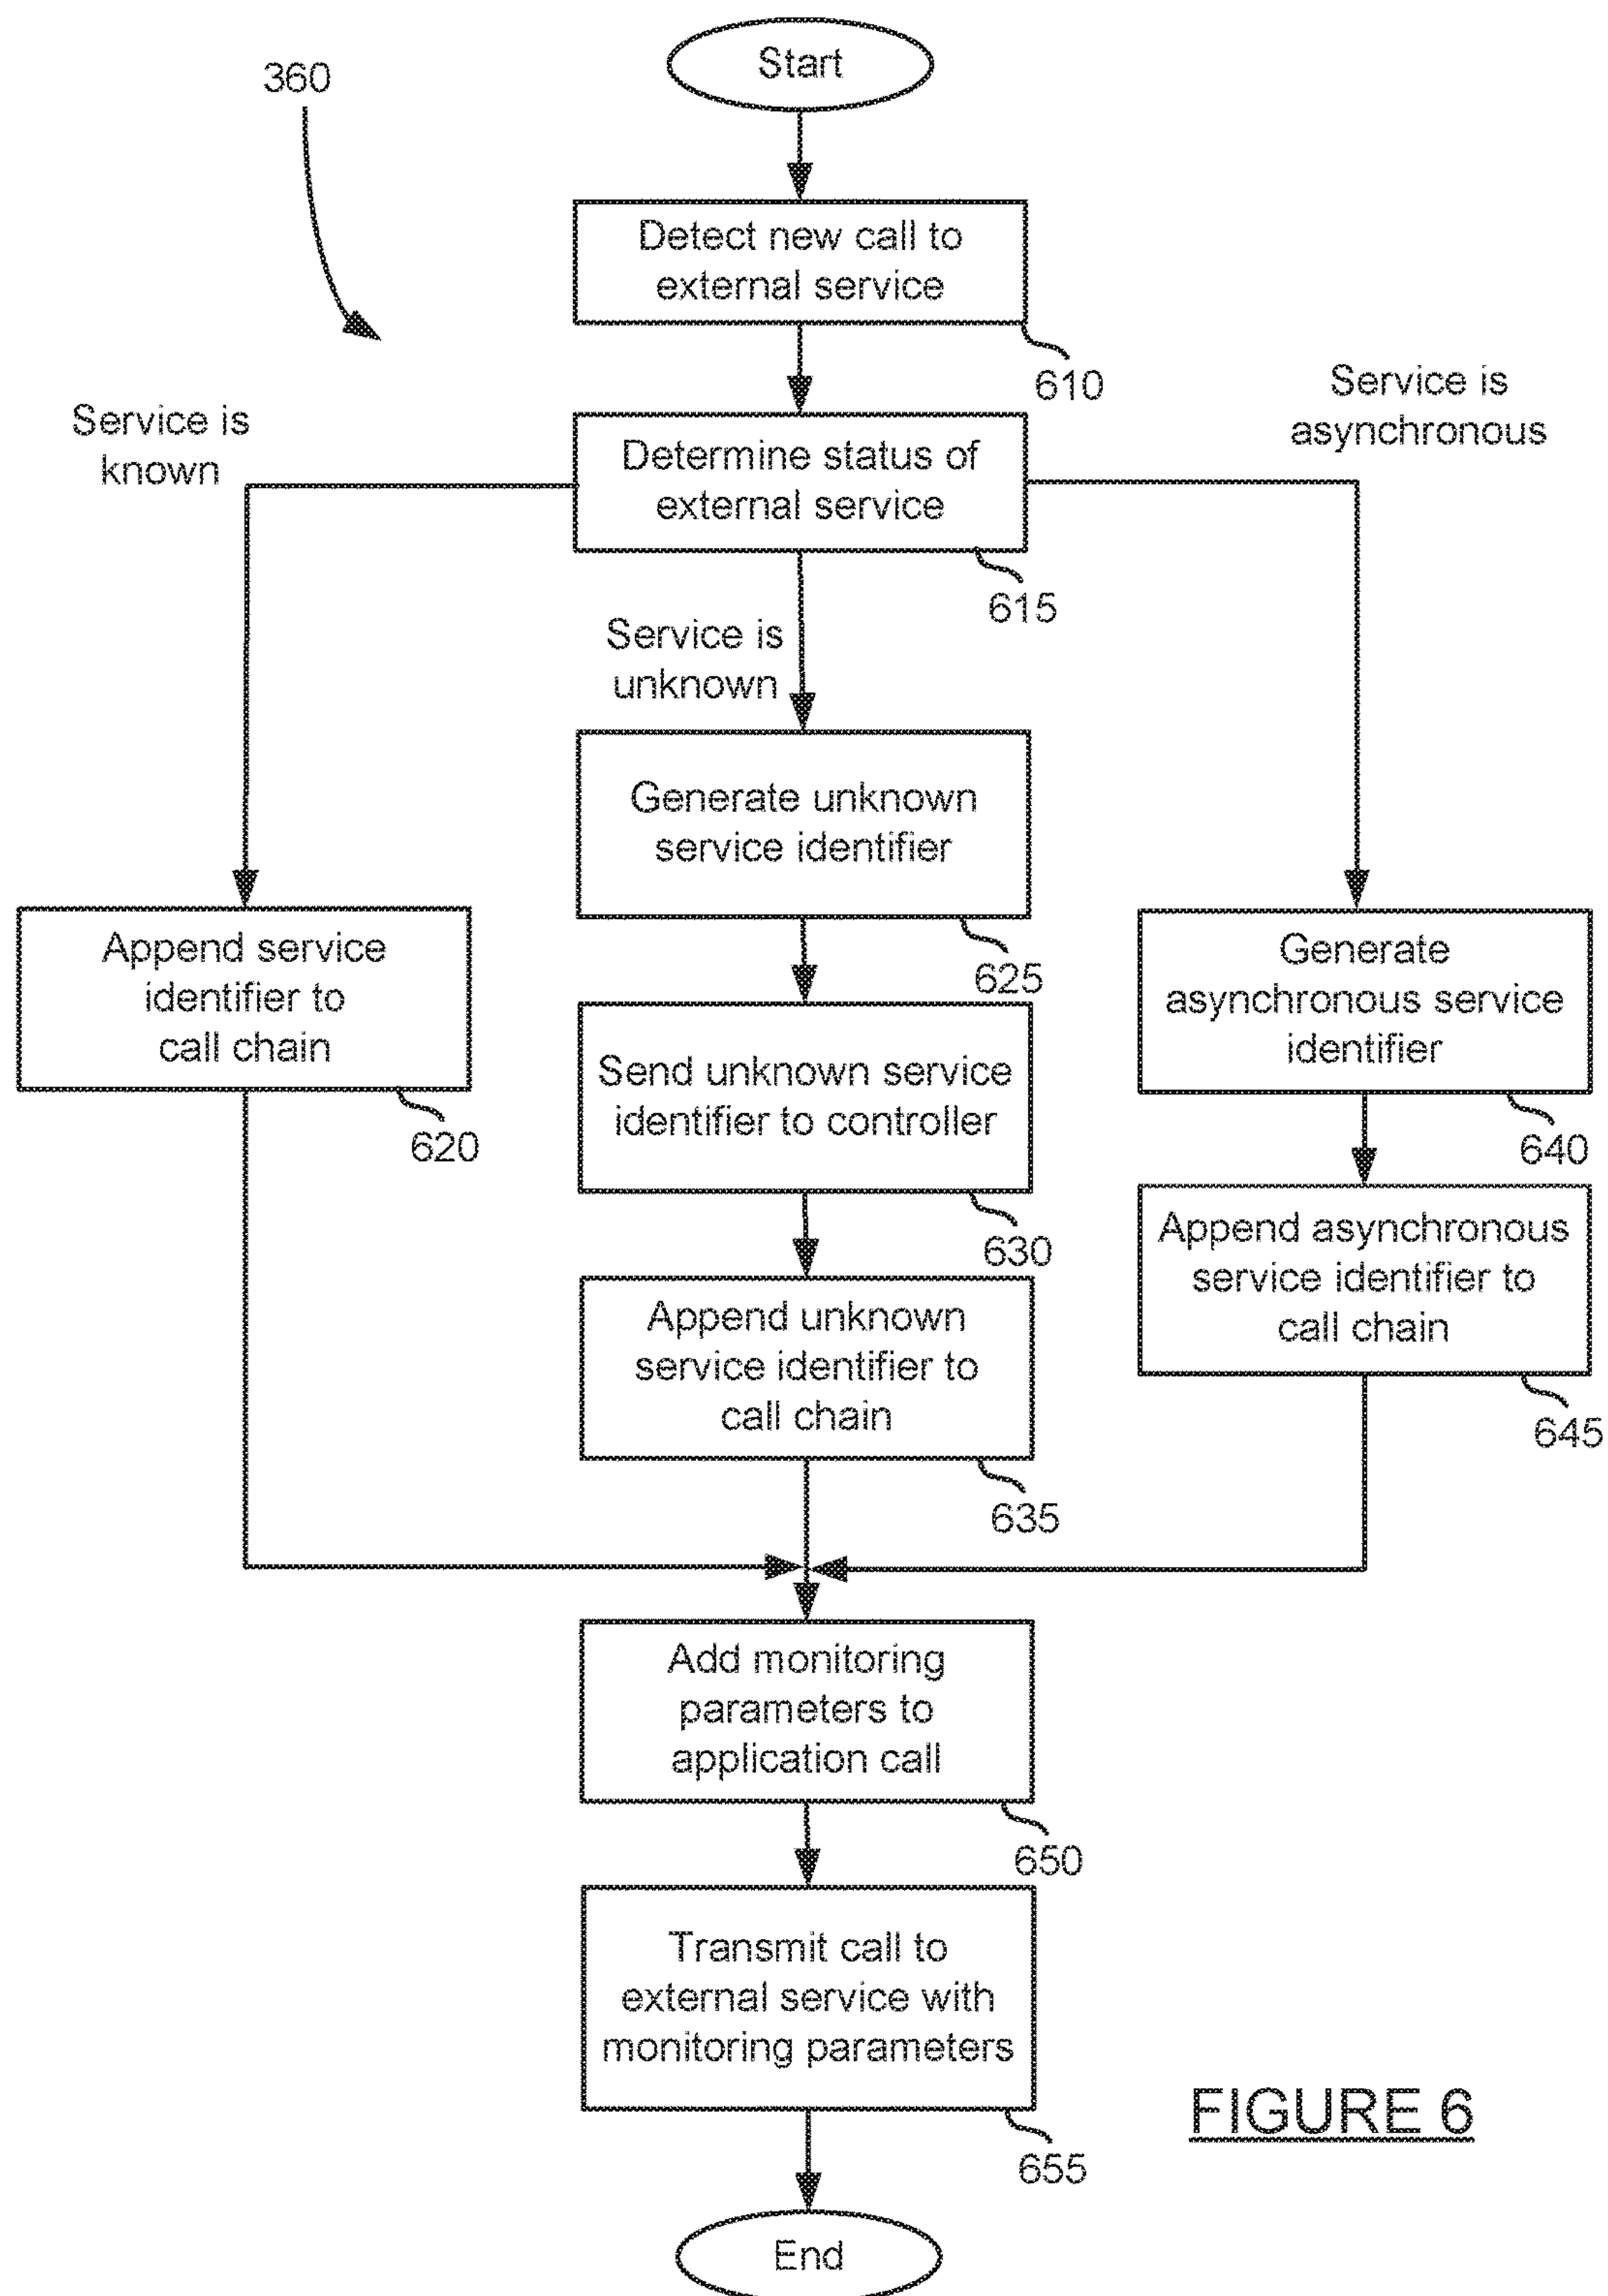 Start
360
Detect new call to
external service
610
Service is
asynchronous
Service is
known
Determine status of
external service
615
Service is
unknown
Generate unknown
service identifier
625
Append service
identifier to
call chain
620
Generate
asynchronous service
identifier
640
Send unknown service
identifier to controller
630
Append asynchronous
service identifier to
call chain
645
Append unknown
service identifier to
call chain
635
Add monitoring
parameters to
application call
650
Transmit call to
external service with
monitoring parameters
655
FIGURE 6
End